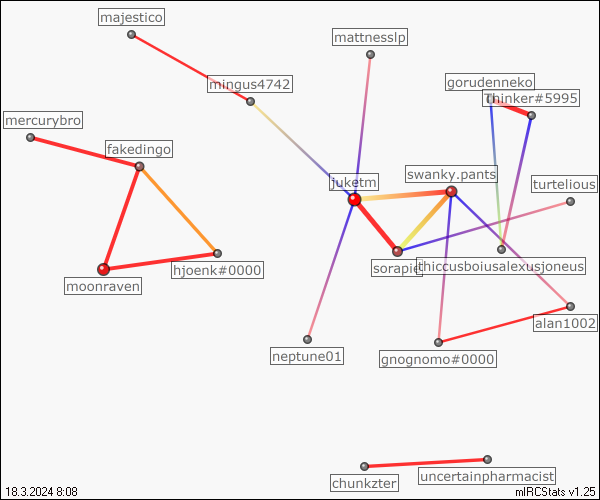 majestico
mattnesslp
mingus4742
gorudenneko
Thinker#5995
mercurybro
fakedingo
juketm
swanky.pants
turtelious
moonraven
hjoenk#0000
thiccusboiusalexusjoneus
alan1002
neptune01
gnognomo#0000
chunkzter
uncertainpharmacist
18.3.2024 8:08
mIRCStats v1.25